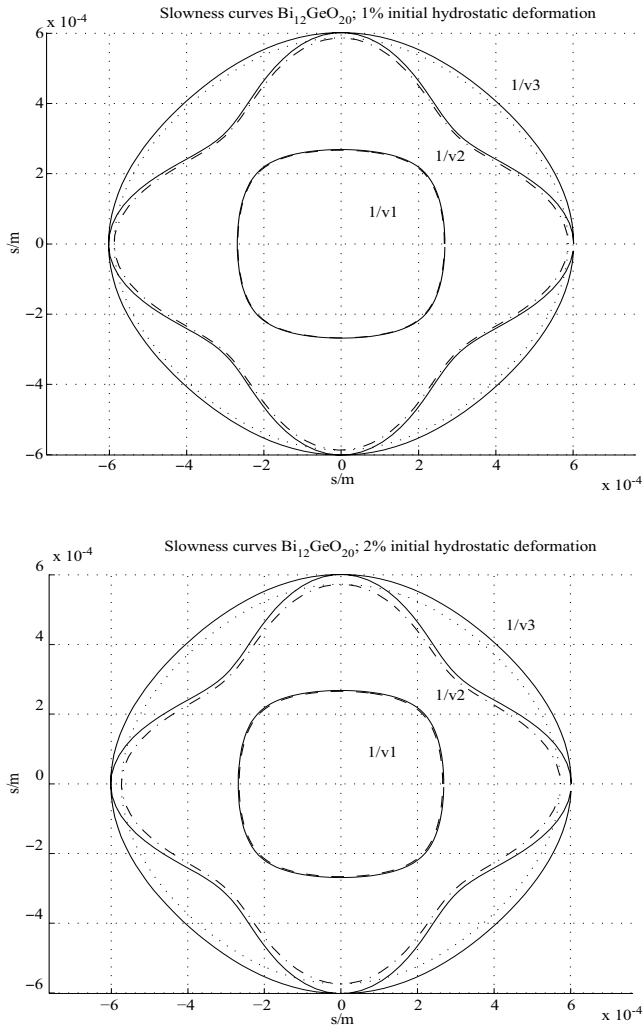 Slowness curves Bi₁₂GeO₂₀; 1% initial hydrostatic deformation
x 10⁻⁴
6
1/v3
4
1/v2
2
1/v1
0
s/m
−2
−4
−6
−6 −4 −2 0 2 4 6
s/m
x 10⁻⁴
Slowness curves Bi₁₂GeO₂₀; 2% initial hydrostatic deformation
x 10⁻⁴
6
1/v3
4
1/v2
2
1/v1
0
s/m
−2
−4
−6
−6 −4 −2 0 2 4 6
s/m
x 10⁻⁴